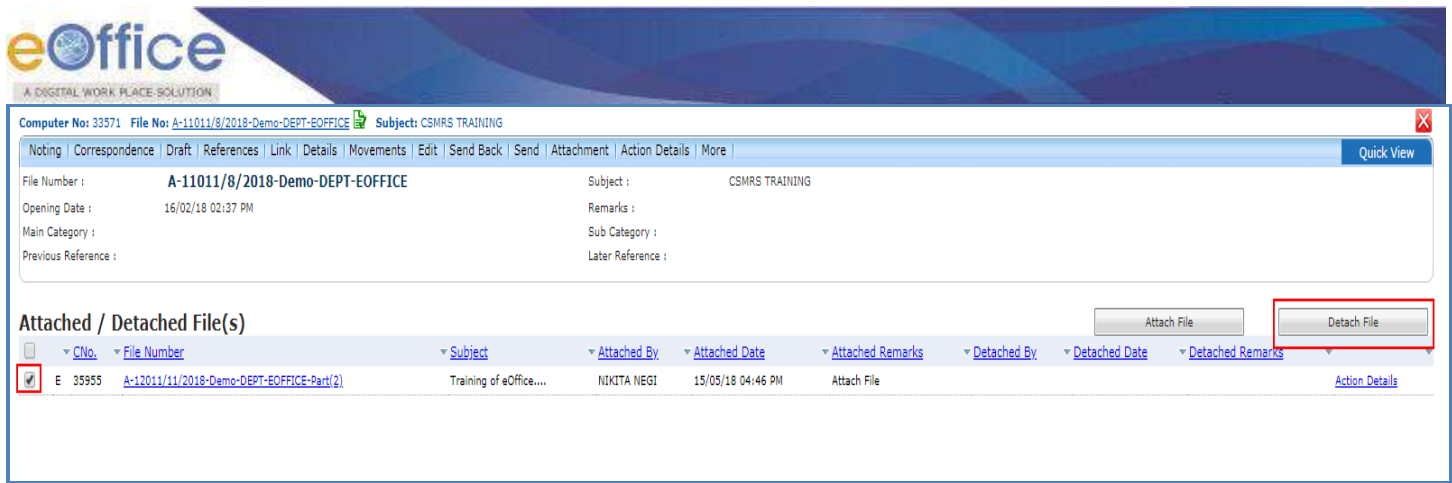 eOffice
A DIGITAL WORK PLACE SOLUTION
Computer No: 33571 File No: A-11011/8/2018-Demo-DEPT-EOFFICE Subject: CSMRS TRAINING
Noting | Correspondence | Draft | References | Link | Details | Movements | Edit | Send Back | Send | Attachment | Action Details | More | Quick View
File Number : A-11011/8/2018-Demo-DEPT-EOFFICE Subject : CSMRS TRAINING
Opening Date : 16/02/18 02:37 PM Remarks :
Main Category : Sub Category :
Previous Reference : Later Reference :
Attached / Detached File(s) Attach File Detach File
CNo. File Number Subject Attached By Attached Date Attached Remarks Detached By Detached Date Detached Remarks
E 35955 A-12011/11/2018-Demo-DEPT-EOFFICE-Part(2) Training of eOffice.... NIKITA NEGI 15/05/18 04:46 PM Attach File Action Details